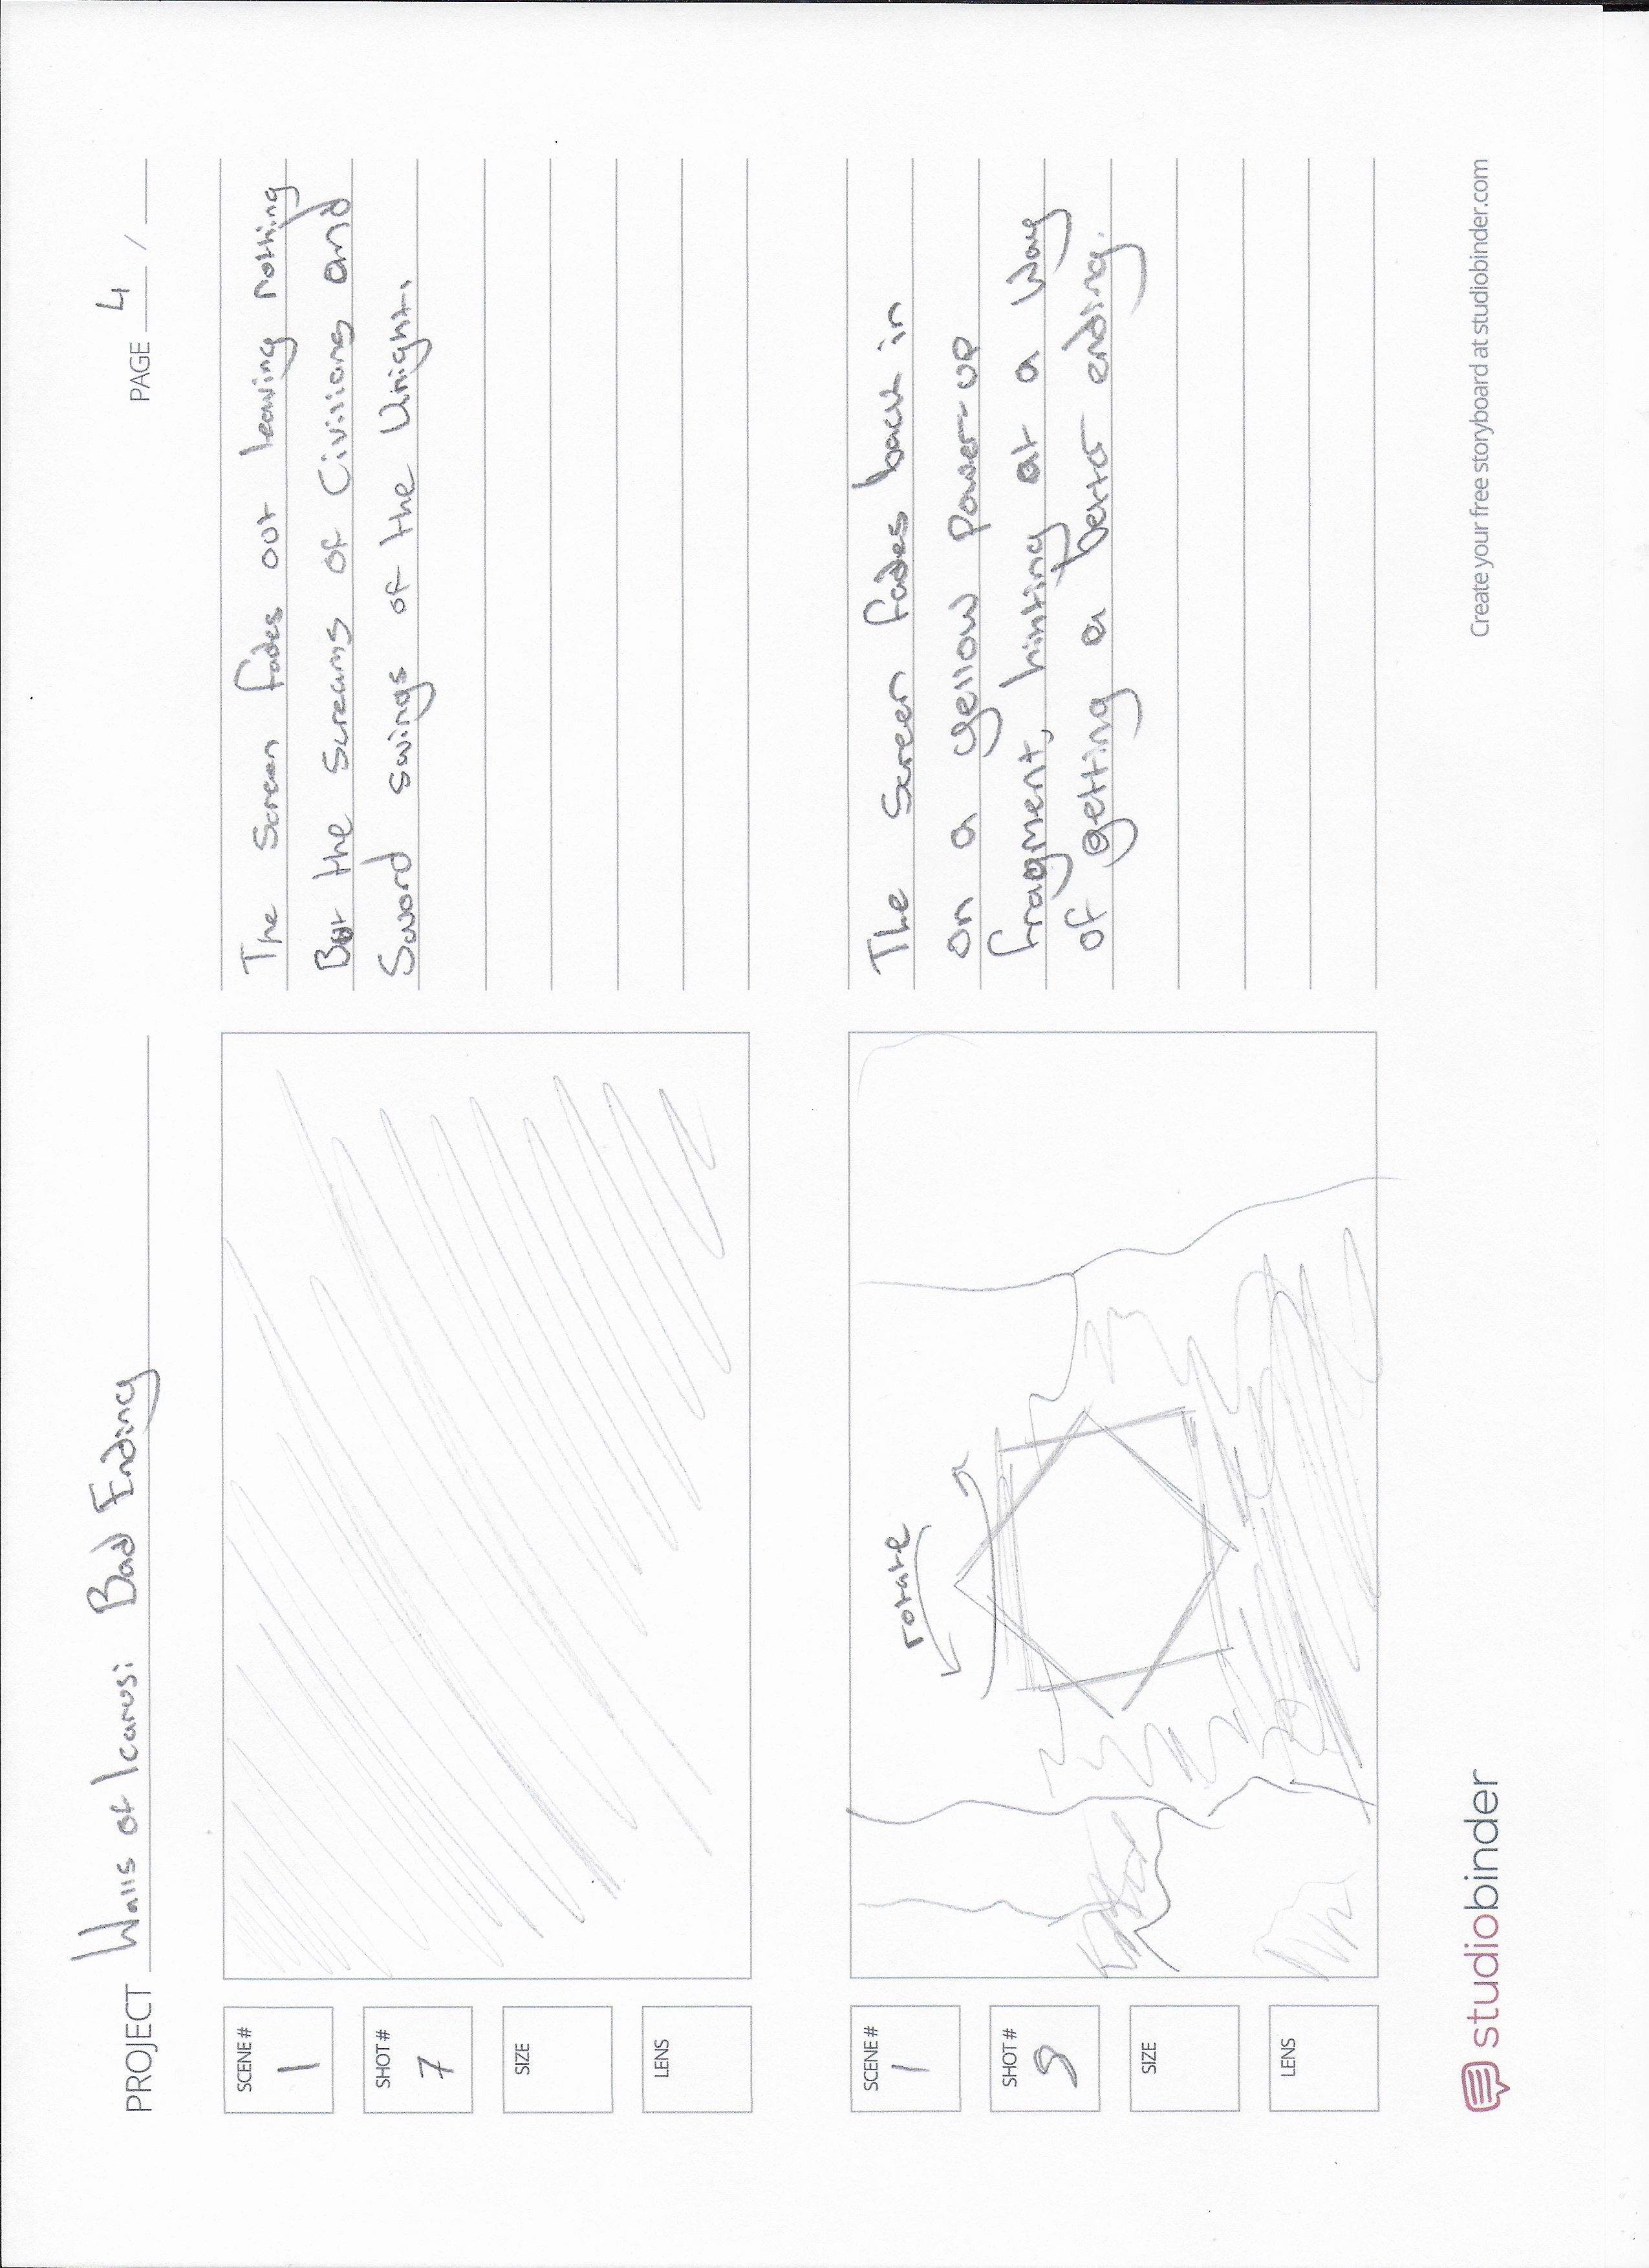 PROJECT Walls of Icarus: Bad Ending
PAGE 4 /
SCENE #
1
SHOT #
7
SIZE
LENS
The Screen fades out leaving nothing
But the screams of Civilians and
Sword swings of the Knight.
SCENE #
1
SHOT #
9
SIZE
LENS
rotate
The Screen fades back in
on a yellow power-up
fragment, hinting at a way
of getting a better ending.
studiobinder
Create your free storyboard at studiobinder.com